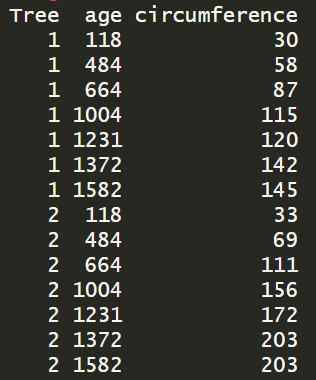 Tree age circumference
1 118 30
1 484 58
1 664 87
1 1004 115
1 1231 120
1 1372 142
1 1582 145
2 118 33
2 484 69
2 664 111
2 1004 156
2 1231 172
2 1372 203
2 1582 203